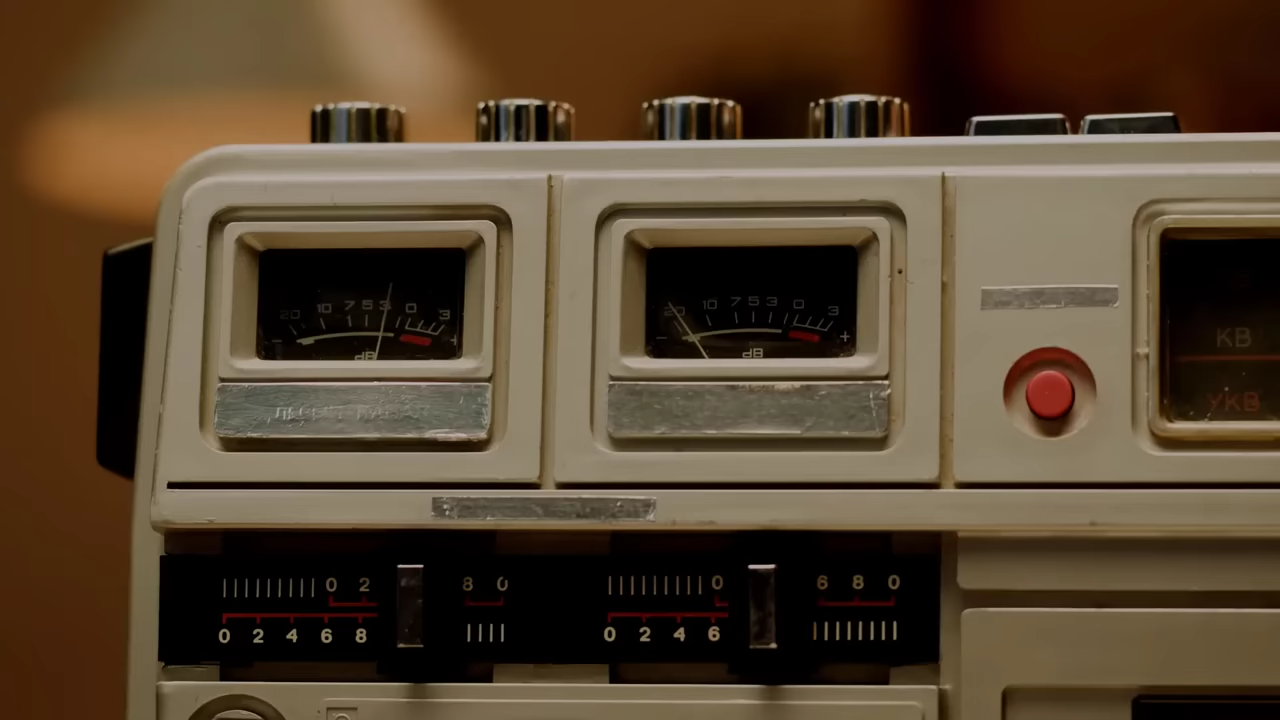 20 10 7 5 3 0 3
- +
dB
20 10 7 5 3 0 3
- +
dB
КВ
УКВ
0 2 8 0
0 2 4 6 8
0 6 8 0
0 2 4 6